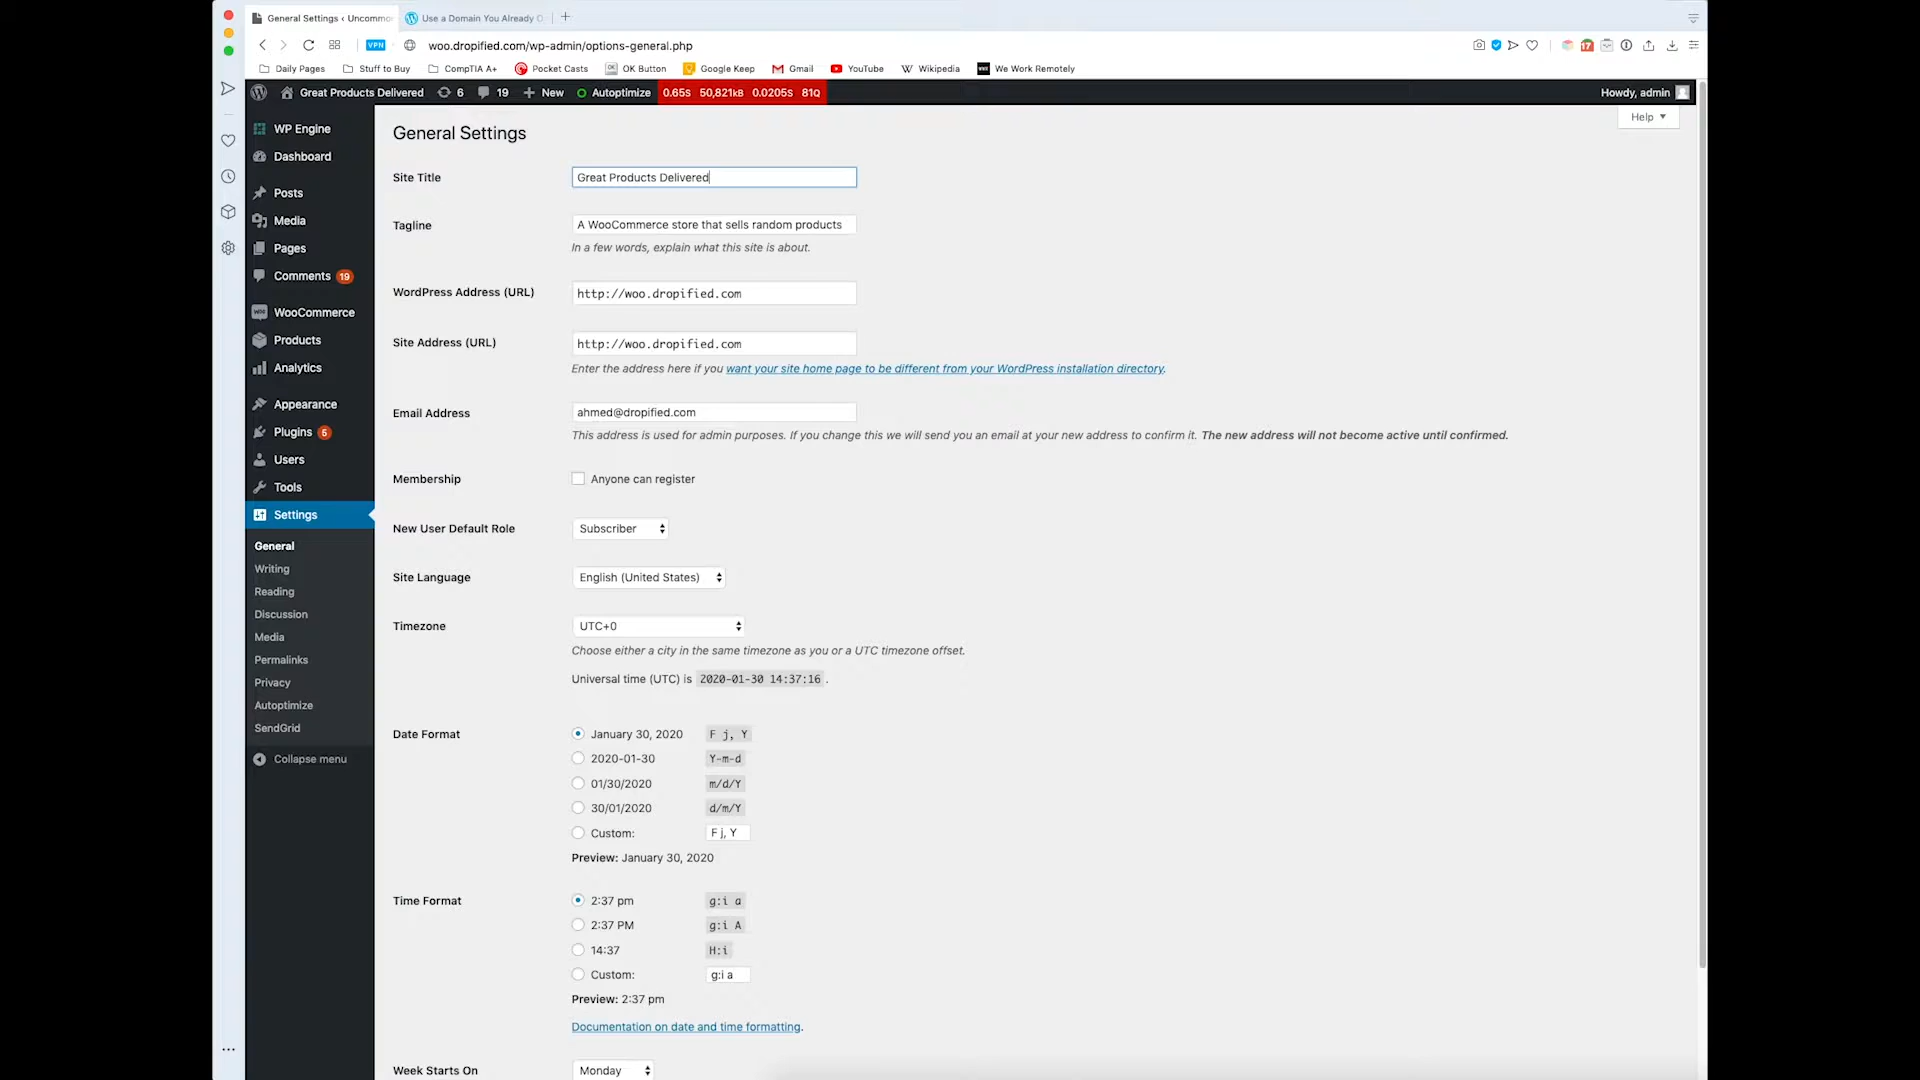 General Settings ‹ Uncommo
Use a Domain You Already O
VPN
woo.dropified.com/wp-admin/options-general.php
17
Daily Pages
Stuff to Buy
CompTIA A+
Pocket Casts
OK Button
Google Keep
Gmail
YouTube
Wikipedia
We Work Remotely
Great Products Delivered
6
19
New
Autoptimize
0.65s 50,821kB 0.0205s 81Q
Howdy, admin
WP Engine
Dashboard
Posts
Media
Pages
Comments 19
WooCommerce
Products
Analytics
Appearance
Plugins 5
Users
Tools
Settings
General
Writing
Reading
Discussion
Media
Permalinks
Privacy
Autoptimize
SendGrid
Collapse menu
Help
General Settings
Site Title
Great Products Delivered
Tagline
A WooCommerce store that sells random products
In a few words, explain what this site is about.
WordPress Address (URL)
http://woo.dropified.com
Site Address (URL)
http://woo.dropified.com
Enter the address here if you want your site home page to be different from your WordPress installation directory.
Email Address
ahmed@dropified.com
This address is used for admin purposes. If you change this we will send you an email at your new address to confirm it. The new address will not become active until confirmed.
Membership
Anyone can register
New User Default Role
Subscriber
Site Language
English (United States)
Timezone
UTC+0
Choose either a city in the same timezone as you or a UTC timezone offset.
Universal time (UTC) is 2020-01-30 14:37:16 .
Date Format
January 30, 2020 F j, Y
2020-01-30 Y-m-d
01/30/2020 m/d/Y
30/01/2020 d/m/Y
Custom: F j, Y
Preview: January 30, 2020
Time Format
2:37 pm g:i a
2:37 PM g:i A
14:37 H:i
Custom: g:i a
Preview: 2:37 pm
Documentation on date and time formatting.
Week Starts On
Monday